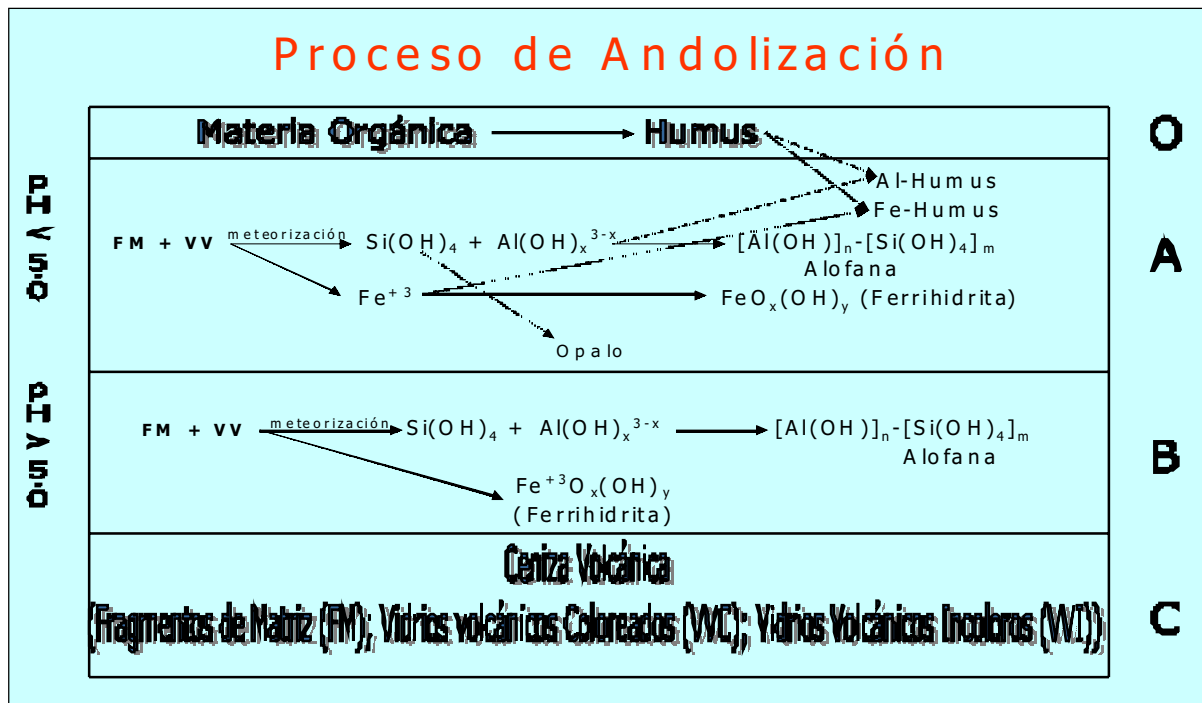 Proceso de Andolización
Materia Orgánica
Humus
O
PH < 5.0
Al-Humus
Fe-Humus
FM + VV
meteorización
Si(OH)₄ + Al(OH)ₓ³⁻ˣ
[Al(OH)]ₙ-[Si(OH)₄]ₘ
Alofana
A
Fe⁺³
FeOₓ(OH)ᵧ (Ferrihidrita)
Opalo
PH > 5.0
FM + VV
meteorización
Si(OH)₄ + Al(OH)ₓ³⁻ˣ
[Al(OH)]ₙ-[Si(OH)₄]ₘ
Alofana
B
Fe⁺³Oₓ(OH)ᵧ
(Ferrihidrita)
Ceniza Volcánica
(Fragmentos de Matriz (FM); Vidrios volcánicos Coloreados (VVC); Vidrios Volcánicos Incoloros (VVI))
C